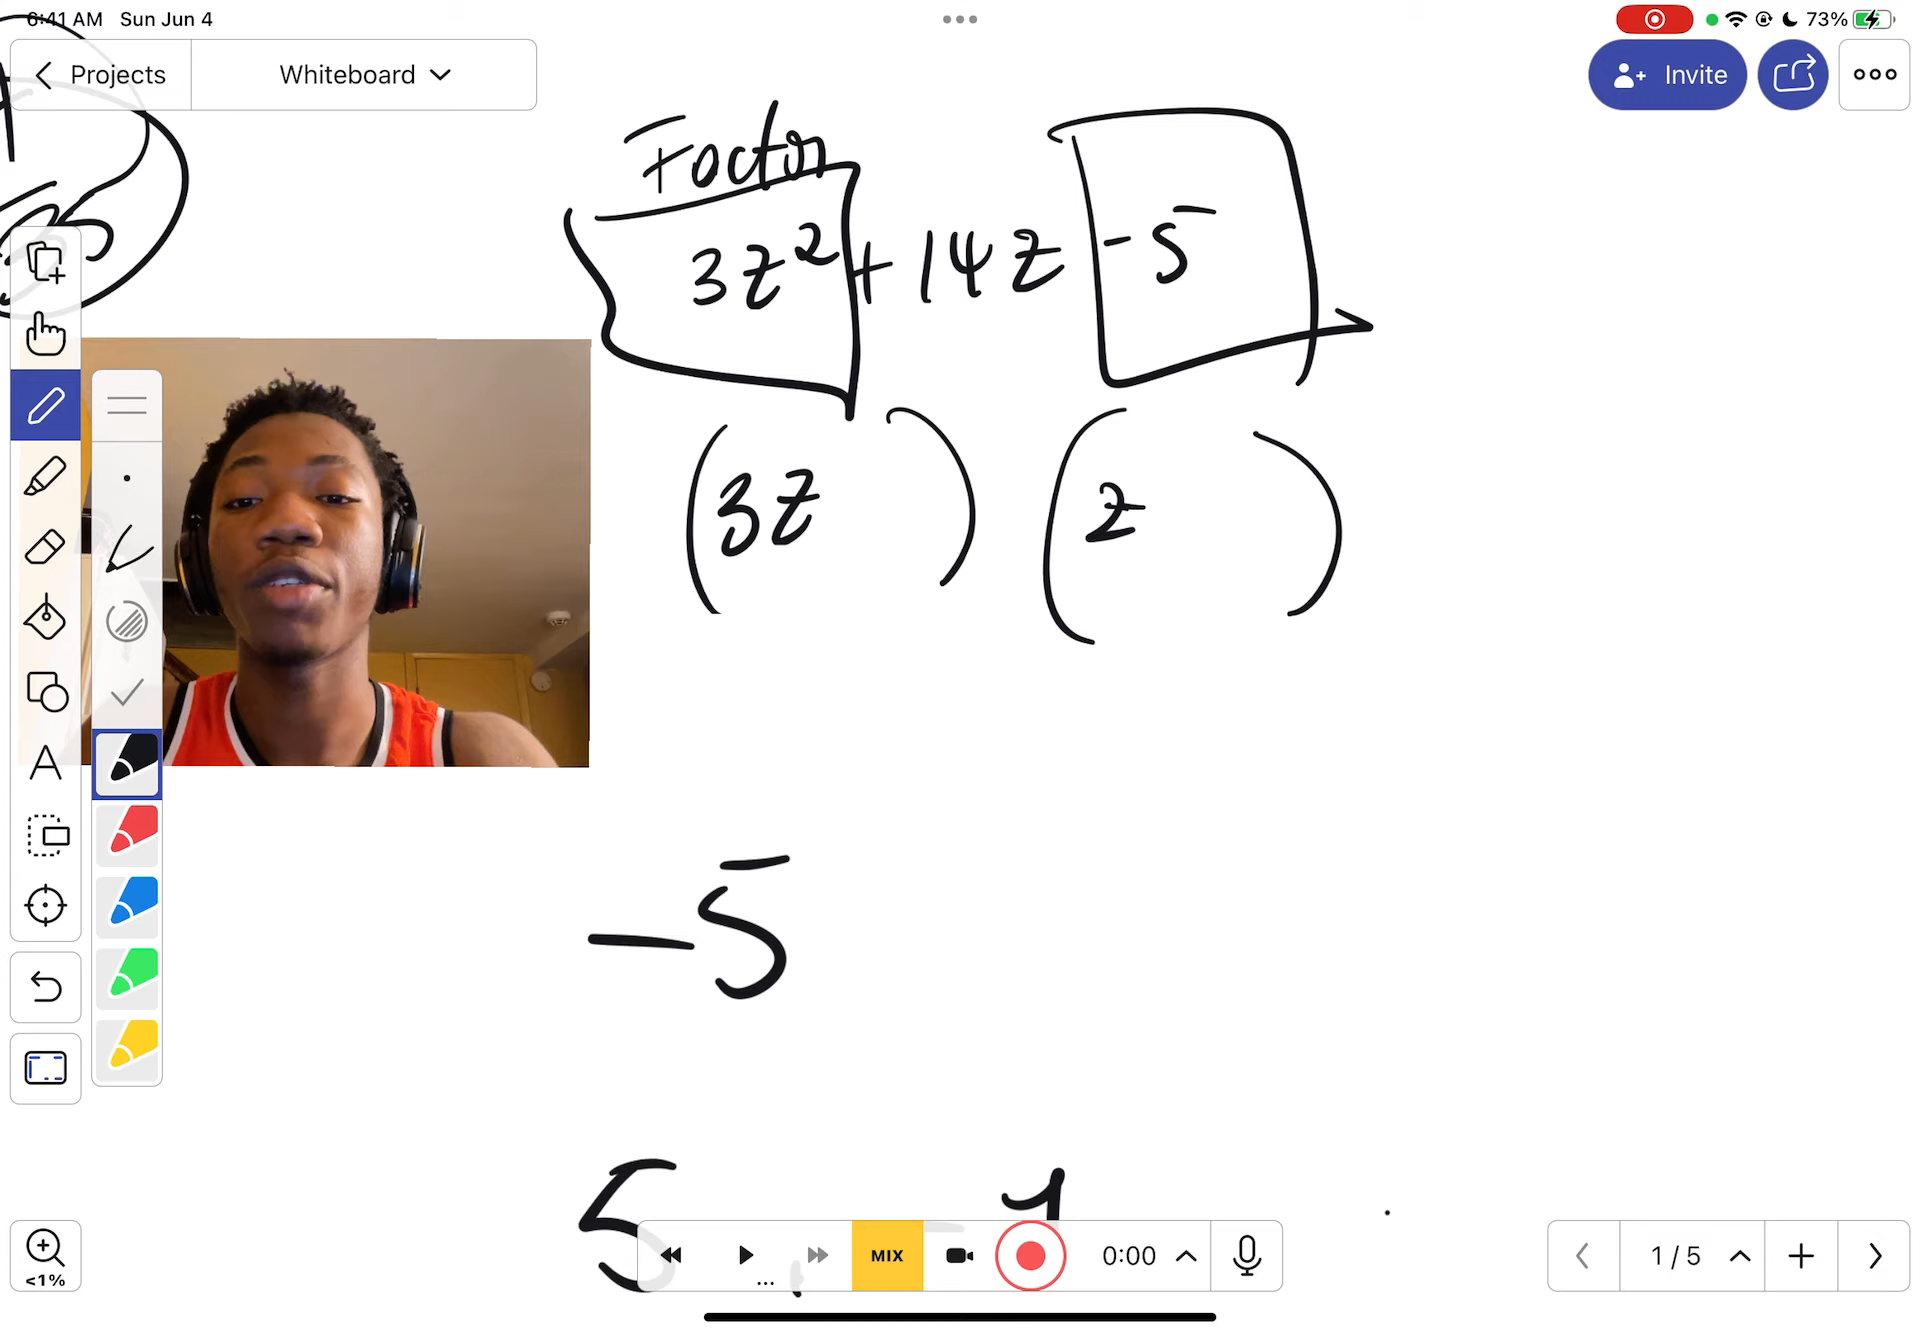 6:41 AM Sun Jun 4
73%
Projects
Whiteboard
Invite
Factor
3z²+14z-5
(3z ) (z )
-5
5, -1
MIX
0:00
1 / 5
<1%